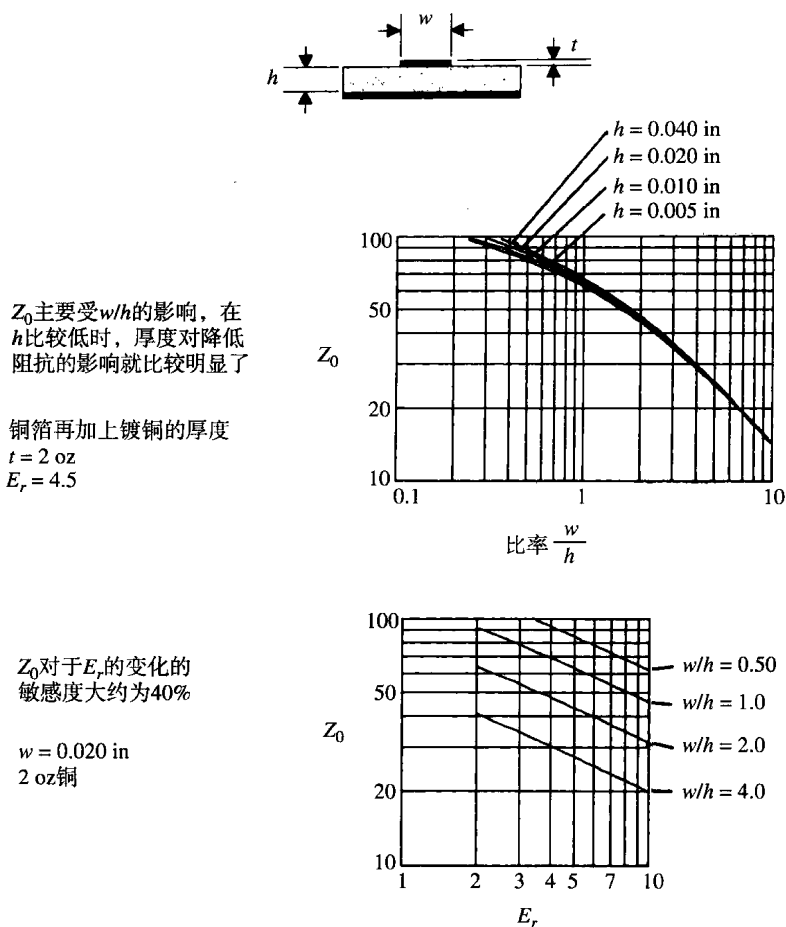 w
t
h
h = 0.040 in
h = 0.020 in
h = 0.010 in
h = 0.005 in
Z₀主要受w/h的影响，在
h比较低时，厚度对降低
阻抗的影响就比较明显了
铜箔再加上镀铜的厚度
t = 2 oz
Eᵣ = 4.5
100
50
Z₀
20
10
0.1 1 10
比率 w/h
Z₀对于Eᵣ的变化的
敏感度大约为40%
w = 0.020 in
2 oz铜
100
50
Z₀
20
10
w/h = 0.50
w/h = 1.0
w/h = 2.0
w/h = 4.0
1 2 3 4 5 7 10
Eᵣ